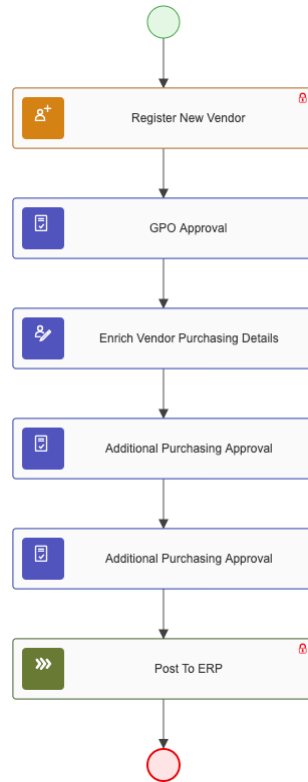 Register New Vendor
GPO Approval
Enrich Vendor Purchasing Details
Additional Purchasing Approval
Additional Purchasing Approval
Post To ERP